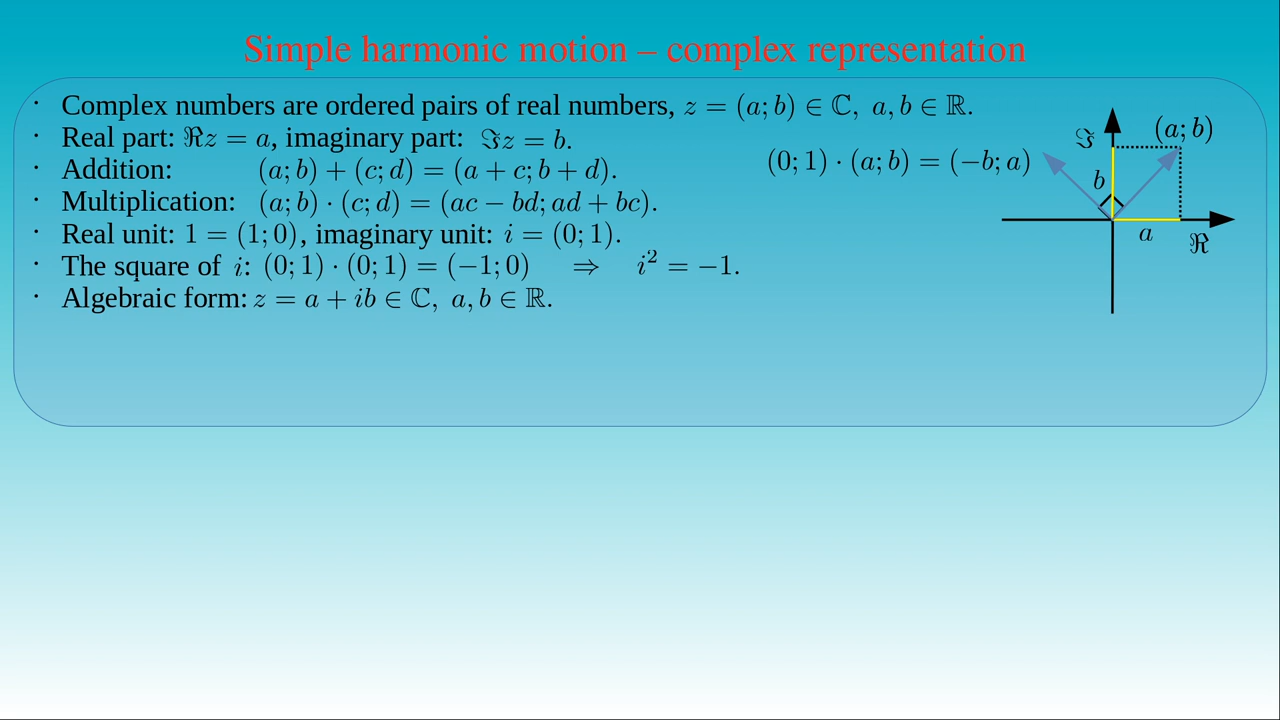 Simple harmonic motion – complex representation
· Complex numbers are ordered pairs of real numbers, z = (a; b) ∈ ℂ, a, b ∈ ℝ.
· Real part: ℜz = a, imaginary part: ℑz = b.
· Addition: (a; b) + (c; d) = (a + c; b + d).
(0; 1) · (a; b) = (−b; a)
· Multiplication: (a; b) · (c; d) = (ac − bd; ad + bc).
· Real unit: 1 = (1; 0), imaginary unit: i = (0; 1).
· The square of i: (0; 1) · (0; 1) = (−1; 0) ⇒ i² = −1.
· Algebraic form: z = a + ib ∈ ℂ, a, b ∈ ℝ.
ℑ
(a; b)
b
a
ℜ